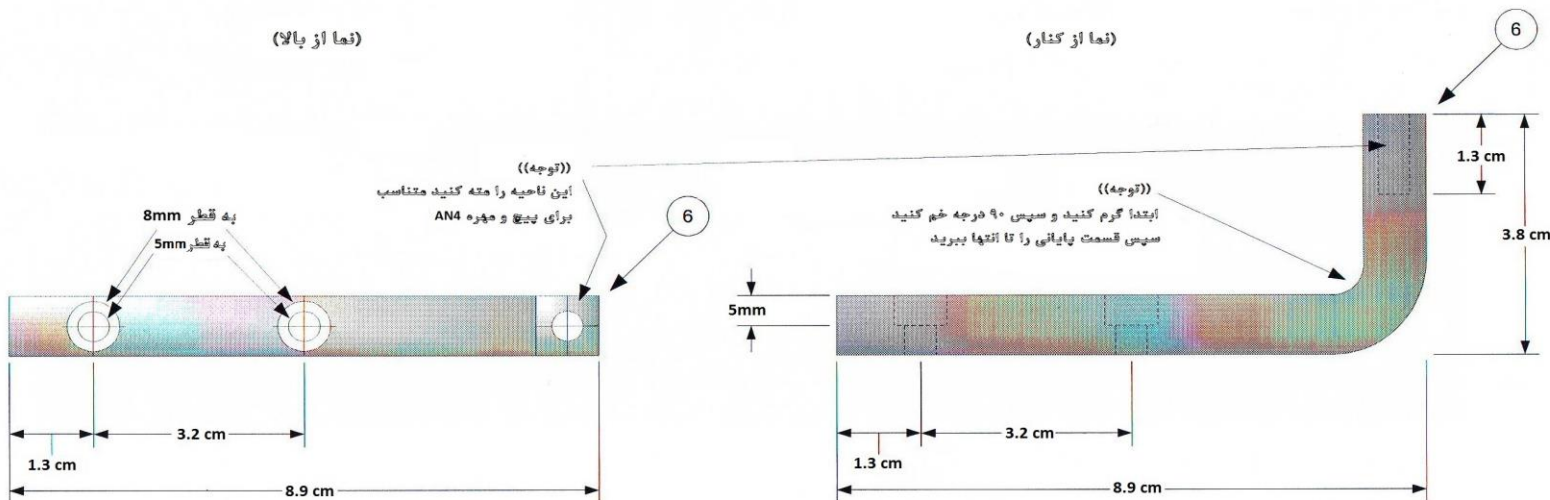 (نما از بالا)
((توجه))
این ناحیه را مته کنید متناسب
برای پیچ و مهره AN4
به قطر 8mm
به قطر 5mm
6
3.2 cm
1.3 cm
8.9 cm
(نما از کنار)
6
((توجه))
ابتدا گرم کنید و سپس ۹۰ درجه خم کنید
سپس قسمت پایانی را تا انتها ببرید
1.3 cm
3.8 cm
5mm
3.2 cm
1.3 cm
8.9 cm